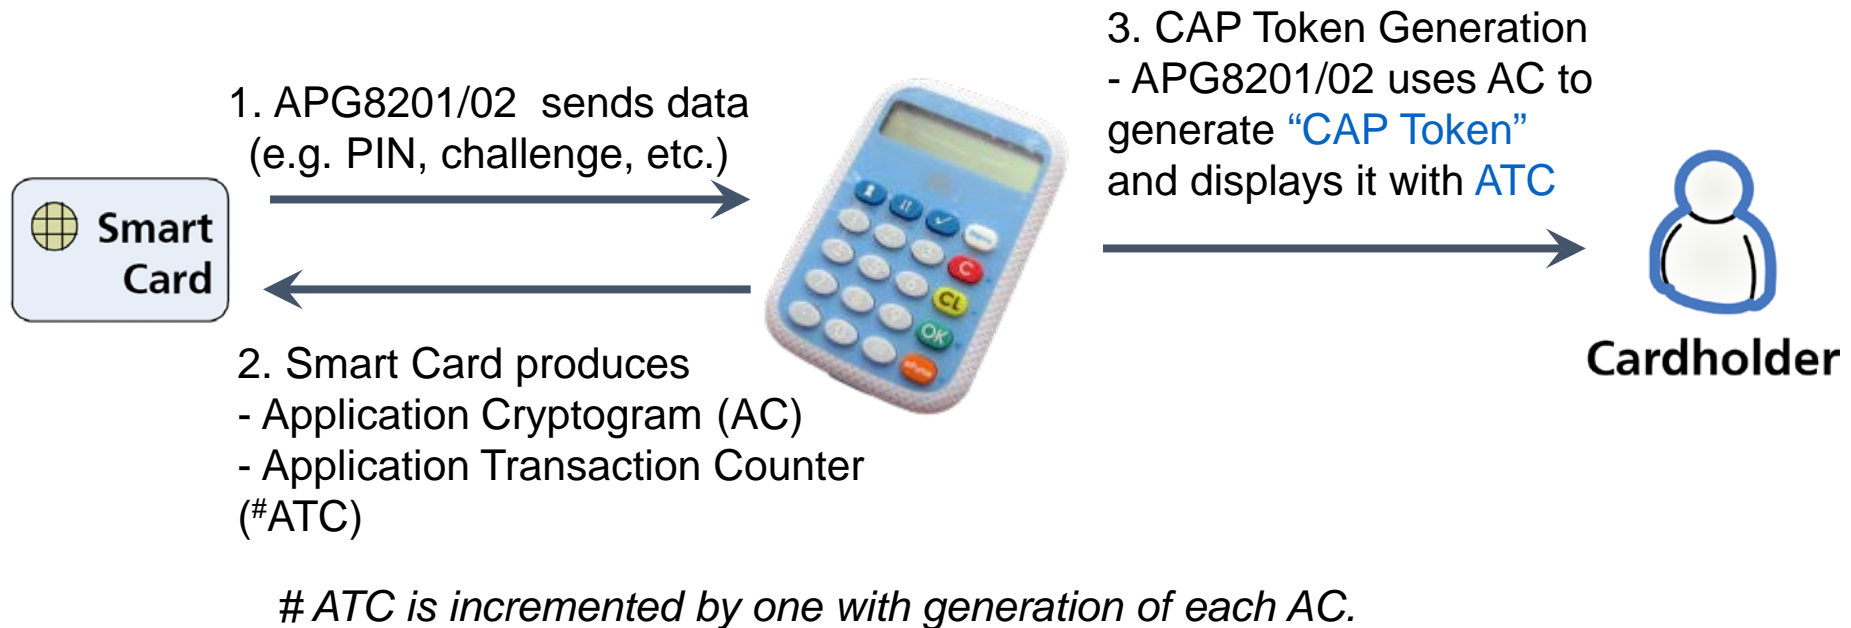 1. APG8201/02 sends data
(e.g. PIN, challenge, etc.)
Smart
Card
2. Smart Card produces
- Application Cryptogram (AC)
- Application Transaction Counter
(#ATC)
C
CL
OK
3. CAP Token Generation
- APG8201/02 uses AC to
generate “CAP Token”
and displays it with ATC
Cardholder
# ATC is incremented by one with generation of each AC.